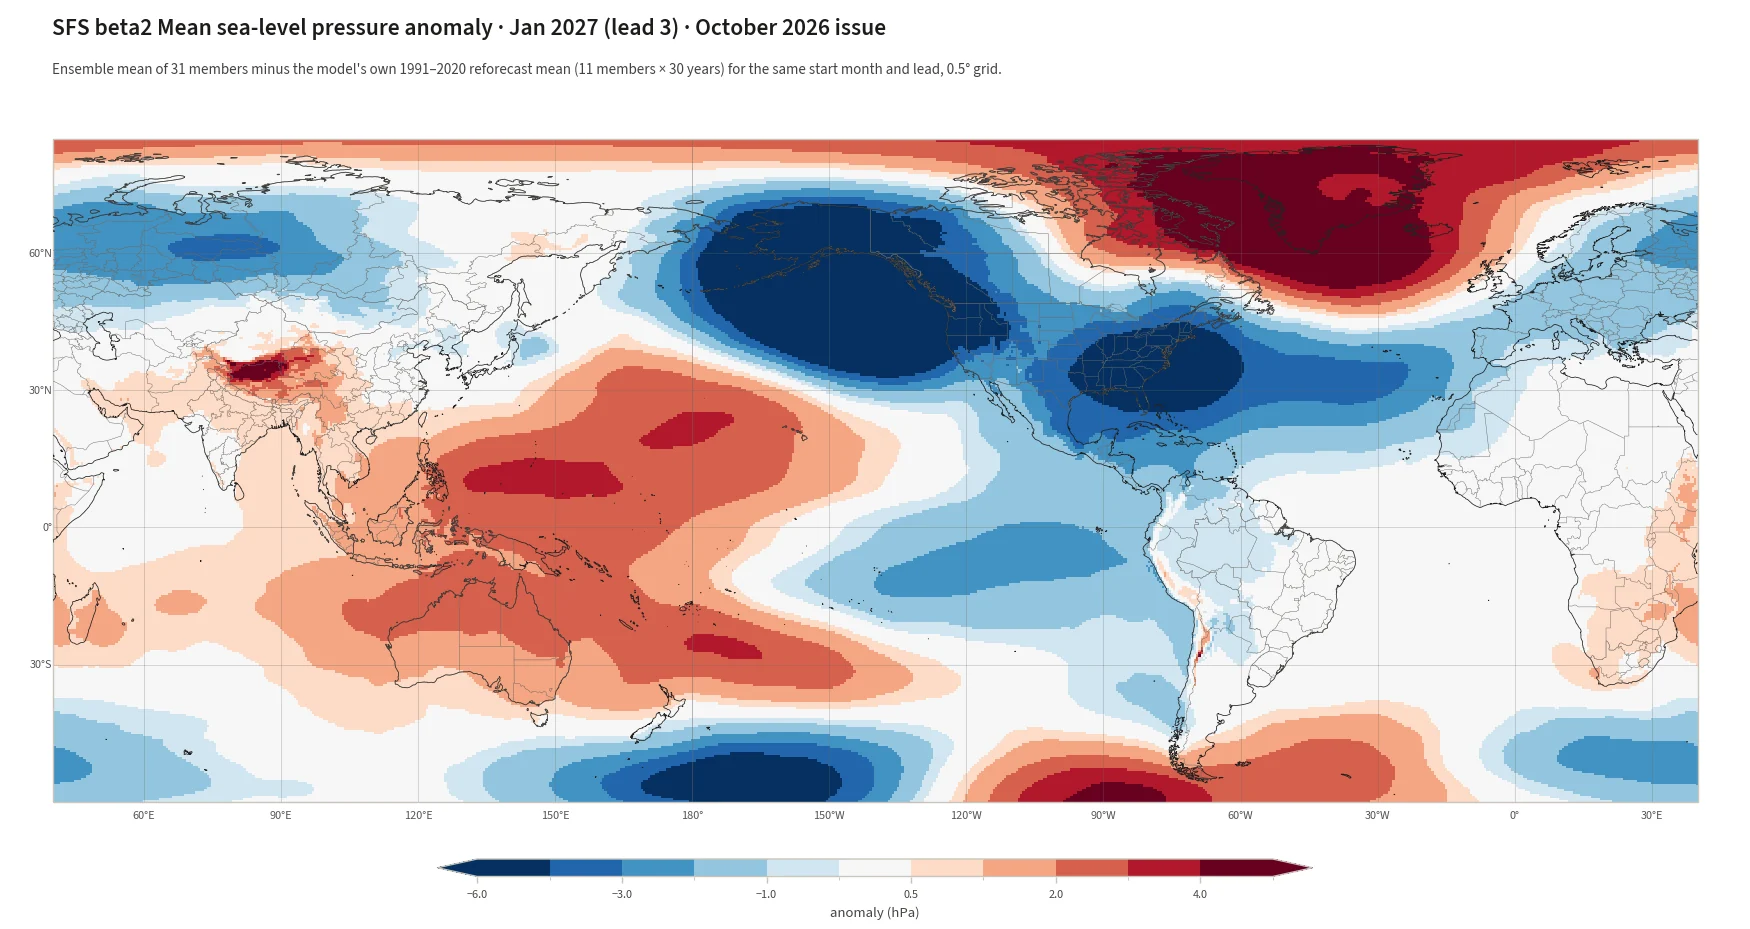 SFS beta2 Mean sea-level pressure anomaly · Jan 2027 (lead 3) · October 2026 issue
Ensemble mean of 31 members minus the model's own 1991–2020 reforecast mean (11 members × 30 years) for the same start month and lead, 0.5° grid.
60°N
30°N
0°
30°S
60°E 90°E 120°E 150°E 180° 150°W 120°W 90°W 60°W 30°W 0° 30°E
−6.0 −3.0 −1.0 0.5 2.0 4.0
anomaly (hPa)